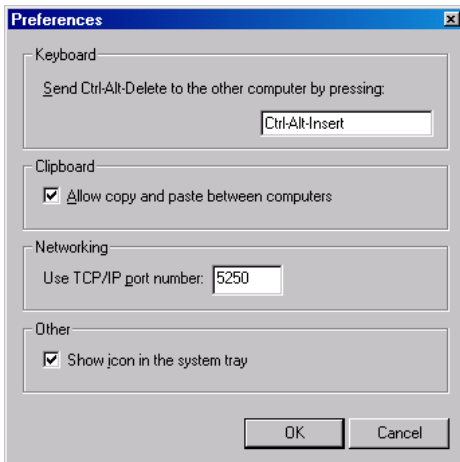 Preferences
Keyboard
Send Ctrl-Alt-Delete to the other computer by pressing:
Ctrl-Alt-Insert
Clipboard
Allow copy and paste between computers
Networking
Use TCP/IP port number: 5250
Other
Show icon in the system tray
OK Cancel